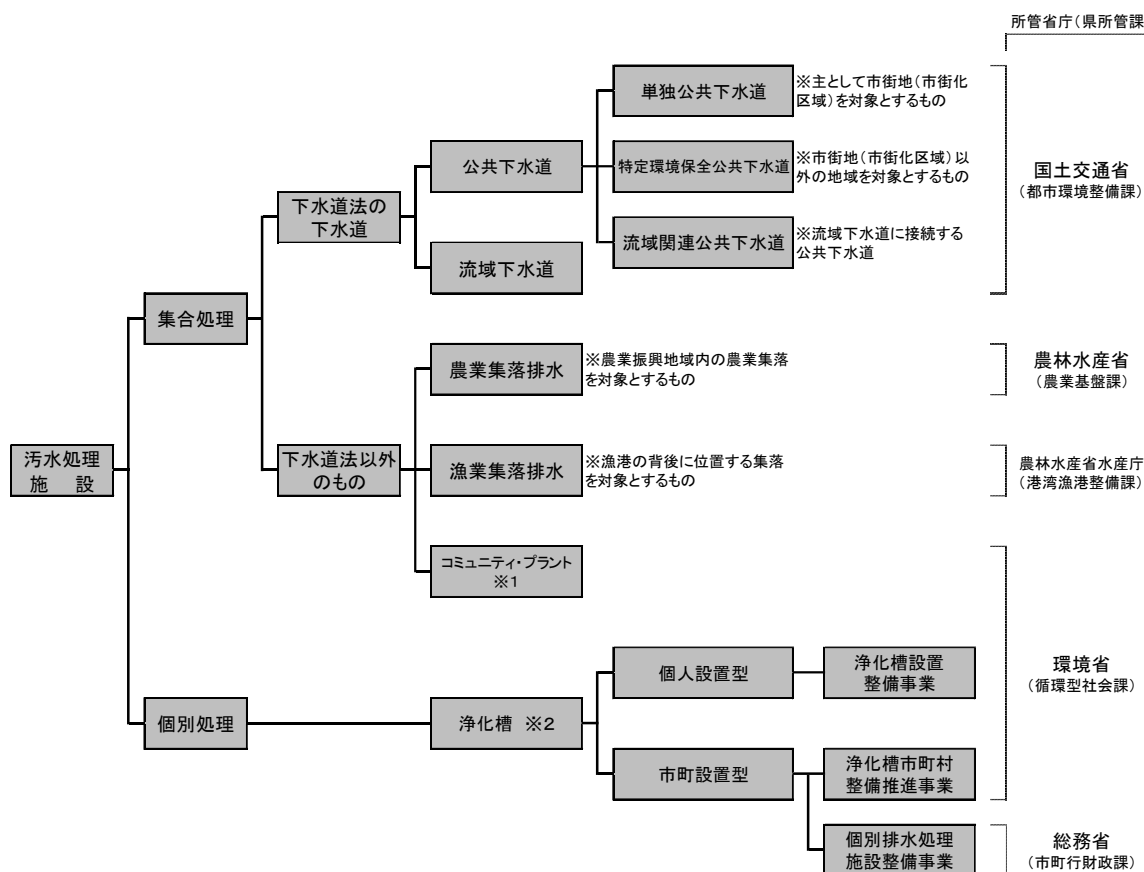 所管省庁(県所管課
単独公共下水道
※主として市街地(市街化
区域)を対象とするもの
公共下水道
特定環境保全公共下水道
※市街地(市街化区域)以
外の地域を対象とするもの
国土交通省
(都市環境整備課)
下水道法の
下水道
流域下水道
流域関連公共下水道
※流域下水道に接続する
公共下水道
集合処理
農業集落排水
※農業振興地域内の農業集落
を対象とするもの
農林水産省
(農業基盤課)
汚水処理
施 設
下水道法以外
のもの
漁業集落排水
※漁港の背後に位置する集落
を対象とするもの
農林水産省水産庁
(港湾漁港整備課)
コミュニティ・プラント
※1
個人設置型
浄化槽設置
整備事業
環境省
(循環型社会課)
個別処理
浄化槽 ※2
市町設置型
浄化槽市町村
整備推進事業
個別排水処理
施設整備事業
総務省
(市町行財政課)